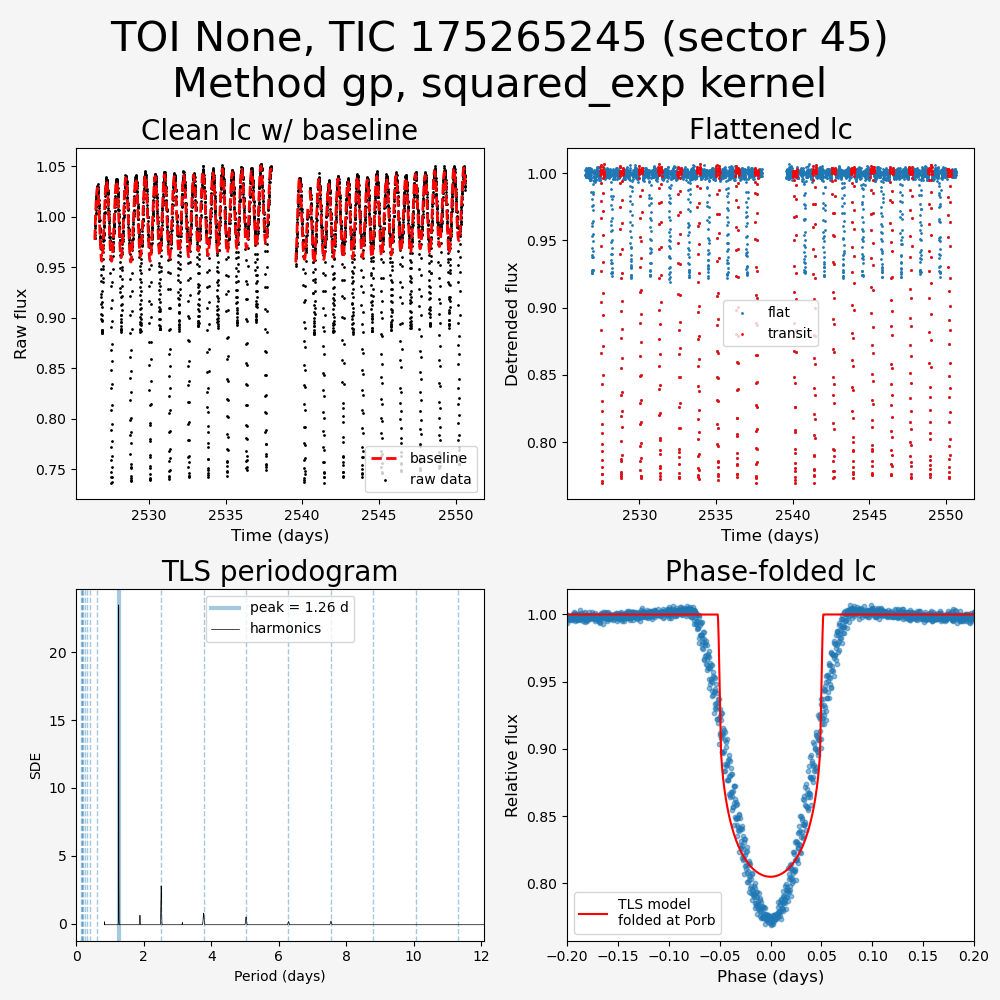 TOI None, TIC 175265245 (sector 45)
Method gp, squared_exp kernel
Clean lc w/ baseline
Raw flux
1.05
1.00
0.95
0.90
0.85
0.80
0.75
baseline
raw data
2530
2535
2540
2545
2550
Time (days)
Flattened lc
Detrended flux
1.00
0.95
0.90
0.85
0.80
flat
transit
2530
2535
2540
2545
2550
Time (days)
TLS periodogram
SDE
20
15
10
5
0
peak = 1.26 d
harmonics
0
2
4
6
8
10
12
Period (days)
Phase-folded lc
Relative flux
1.00
0.95
0.90
0.85
0.80
TLS model
folded at Porb
−0.20
−0.15
−0.10
−0.05
0.00
0.05
0.10
0.15
0.20
Phase (days)